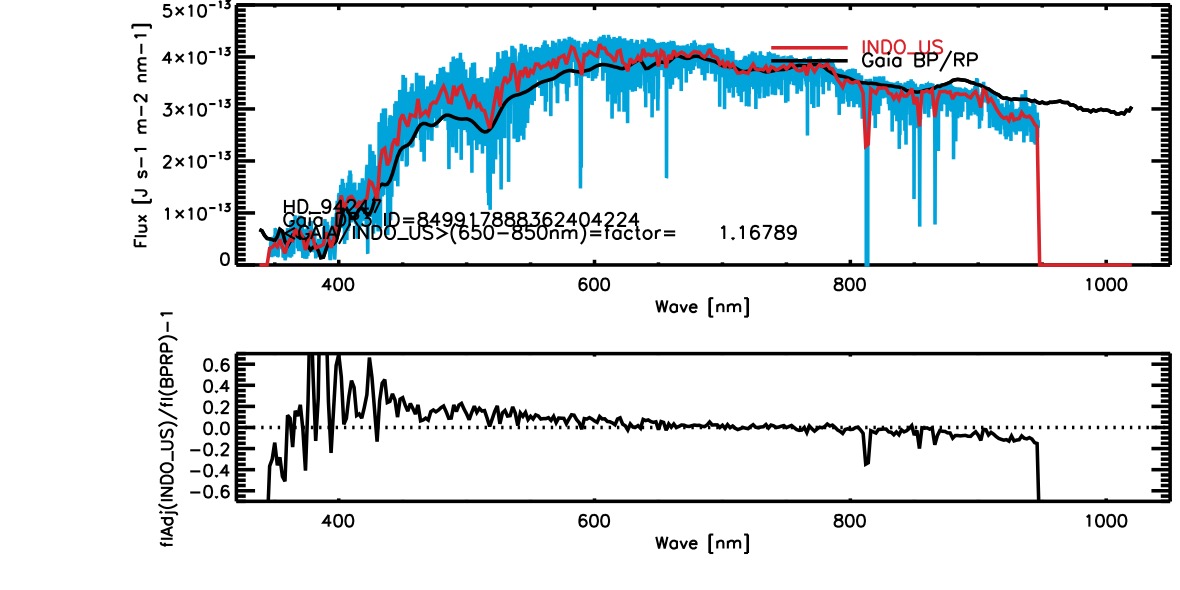 5×10−13
4×10−13
3×10−13
2×10−13
1×10−13
0
Flux [J s−1 m−2 nm−1]
INDO_US
Gaia BP/RP
HD_94247
Gaia DR3 ID=849917888362404224
<GAIA/INDO_US>(650−850nm)=factor= 1.16789
400 600 800 1000
Wave [nm]
flAdj(INDO_US)/fl(BPRP)−1
0.6
0.4
0.2
0.0
−0.2
−0.4
−0.6
400 600 800 1000
Wave [nm]